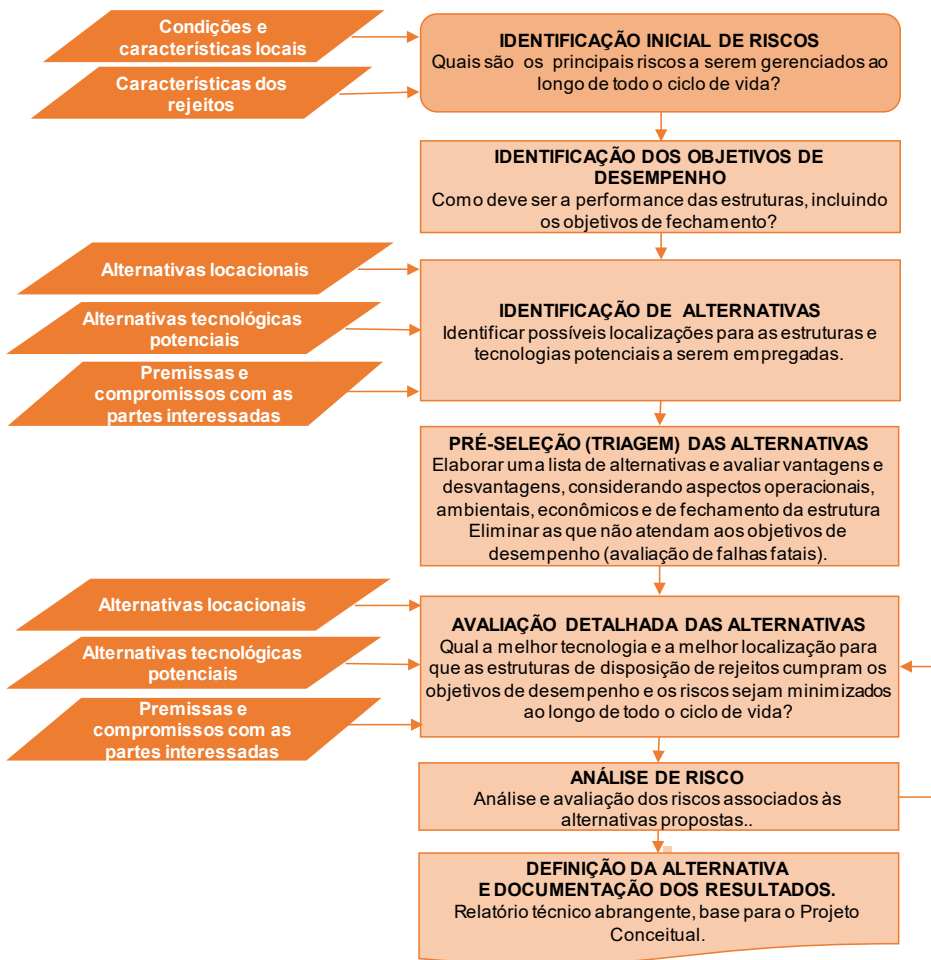 Condições e
características locais
Características dos
rejeitos
IDENTIFICAÇÃO INICIAL DE RISCOS
Quais são os principais riscos a serem gerenciados ao
longo de todo o ciclo de vida?
IDENTIFICAÇÃO DOS OBJETIVOS DE
DESEMPENHO
Como deve ser a performance das estruturas, incluindo
os objetivos de fechamento?
Alternativas locacionais
Alternativas tecnológicas
potenciais
Premissas e
compromissos com as
partes interessadas
IDENTIFICAÇÃO DE ALTERNATIVAS
Identificar possíveis localizações para as estruturas e
tecnologias potenciais a serem empregadas.
PRÉ-SELEÇÃO (TRIAGEM) DAS ALTERNATIVAS
Elaborar uma lista de alternativas e avaliar vantagens e
desvantagens, considerando aspectos operacionais,
ambientais, econômicos e de fechamento da estrutura
Eliminar as que não atendam aos objetivos de
desempenho (avaliação de falhas fatais).
Alternativas locacionais
Alternativas tecnológicas
potenciais
Premissas e
compromissos com as
partes interessadas
AVALIAÇÃO DETALHADA DAS ALTERNATIVAS
Qual a melhor tecnologia e a melhor localização para
que as estruturas de disposição de rejeitos cumpram os
objetivos de desempenho e os riscos sejam minimizados
ao longo de todo o ciclo de vida?
ANÁLISE DE RISCO
Análise e avaliação dos riscos associados às
alternativas propostas..
DEFINIÇÃO DA ALTERNATIVA
E DOCUMENTAÇÃO DOS RESULTADOS.
Relatório técnico abrangente, base para o Projeto
Conceitual.